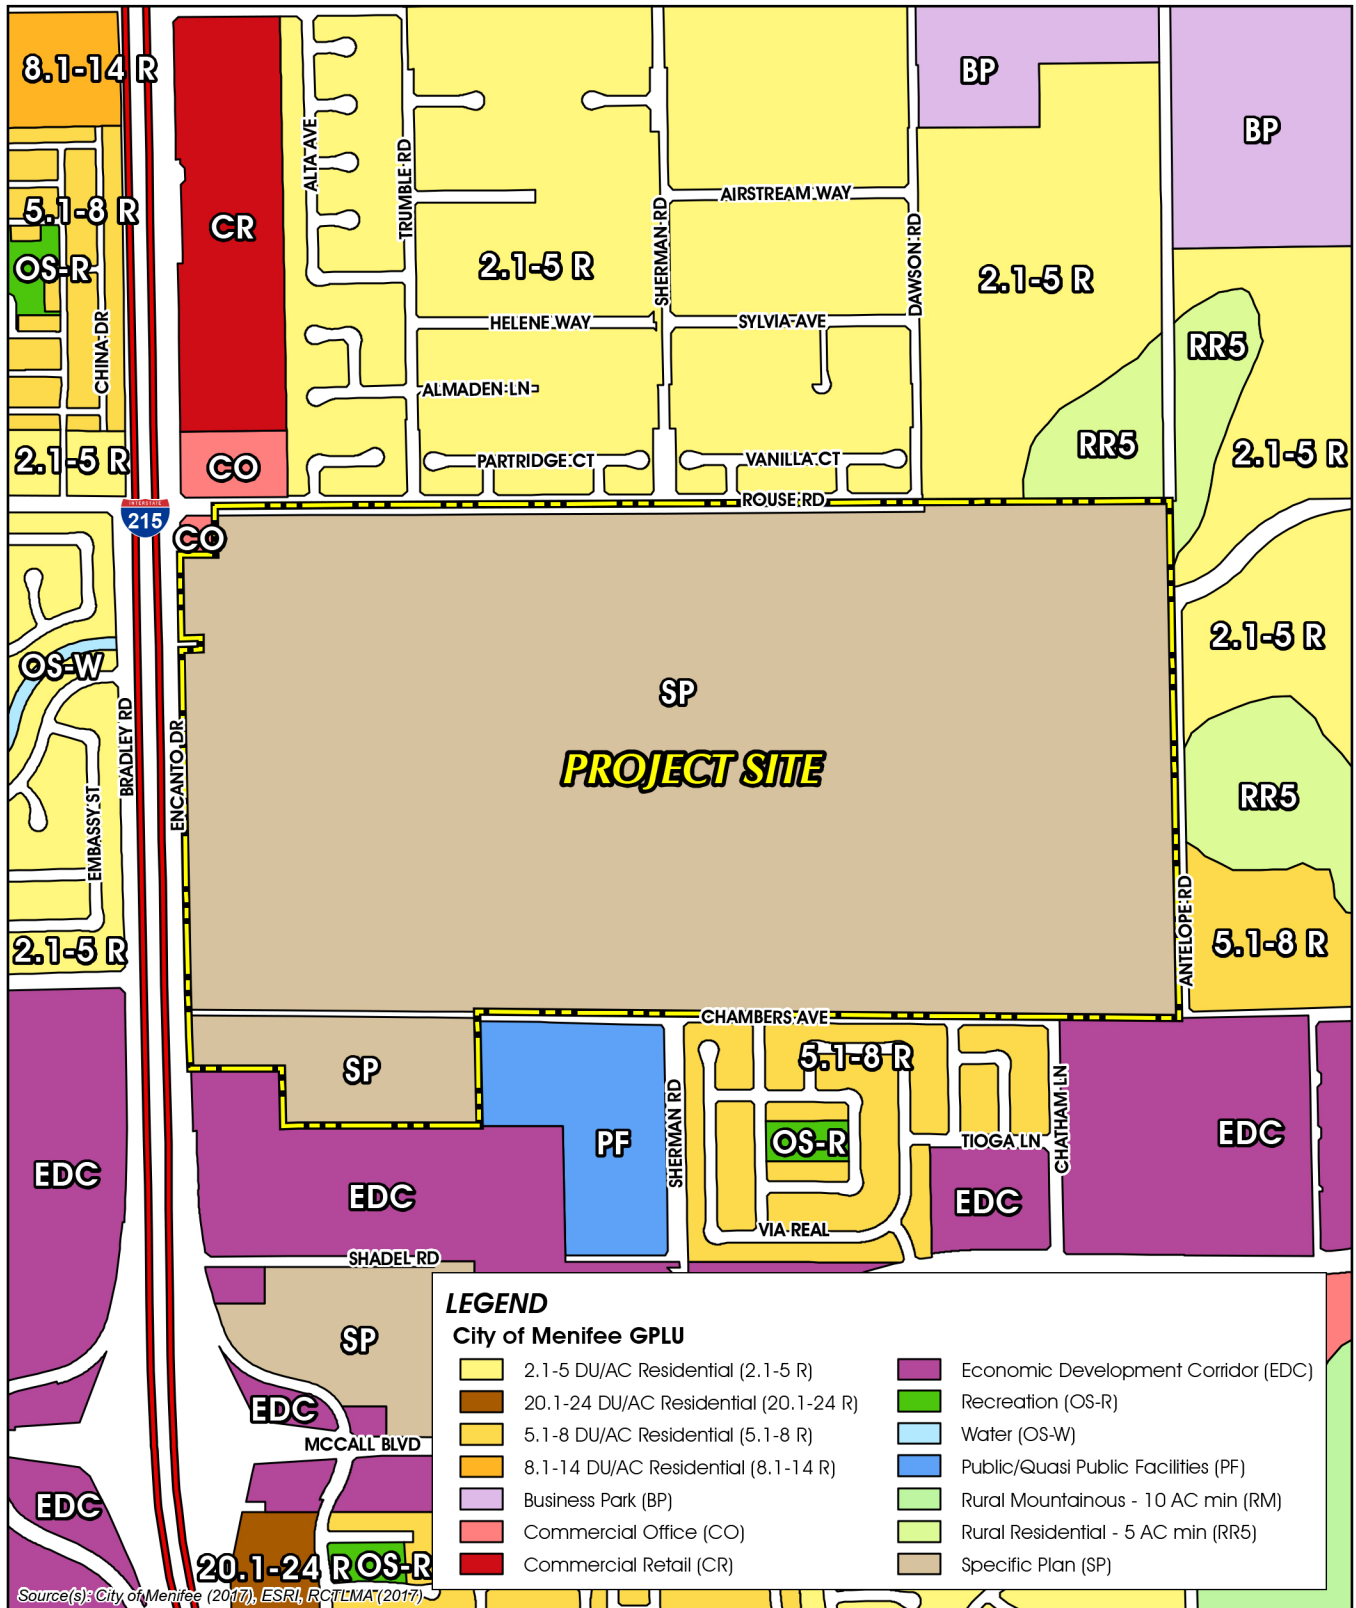 8.1-14 R
BP
BP
ALTA AVE
TRUMBLE RD
AIRSTREAM WAY
5.1-8 R
CR
SHERMAN RD
DAWSON RD
OS-R
2.1-5 R
2.1-5 R
CHINA DR
HELENE WAY
SYLVIA AVE
RR5
ALMADEN LN
RR5
2.1-5 R
CO
PARTRIDGE CT
VANILLA CT
2.1-5 R
ROUSE RD
INTERSTATE
215
CO
2.1-5 R
OS-W
SP
BRADLEY RD
ENCANTO DR
PROJECT SITE
RR5
EMBASSY ST
ANTELOPE RD
2.1-5 R
5.1-8 R
CHAMBERS AVE
SP
5.1-8 R
SHERMAN RD
CHATHAM LN
EDC
PF
OS-R
TIOGA LN
EDC
EDC
EDC
VIA REAL
SHADEL RD
SP
EDC
MCCALL BLVD
EDC
20.1-24 R
OS-R
LEGEND
City of Menifee GPLU
2.1-5 DU/AC Residential (2.1-5 R)
20.1-24 DU/AC Residential (20.1-24 R)
5.1-8 DU/AC Residential (5.1-8 R)
8.1-14 DU/AC Residential (8.1-14 R)
Business Park (BP)
Commercial Office (CO)
Commercial Retail (CR)
Economic Development Corridor (EDC)
Recreation (OS-R)
Water (OS-W)
Public/Quasi Public Facilities (PF)
Rural Mountainous - 10 AC min (RM)
Rural Residential - 5 AC min (RR5)
Specific Plan (SP)
Source(s): City of Menifee (2017), ESRI, RCTLMA (2017)